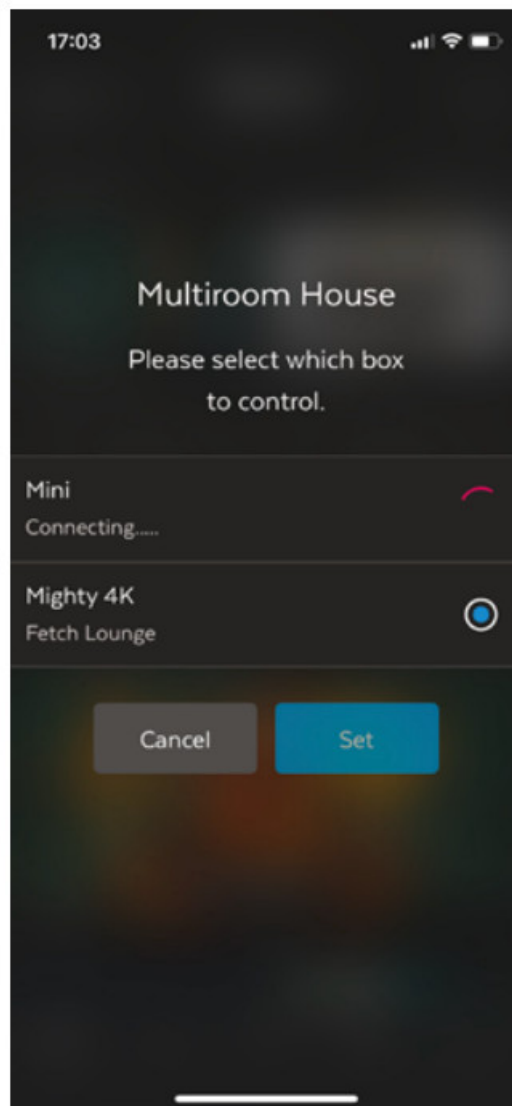 17:03
Multiroom House
Please select which box
to control.
Mini
Connecting.....
Mighty 4K
Fetch Lounge
Cancel
Set